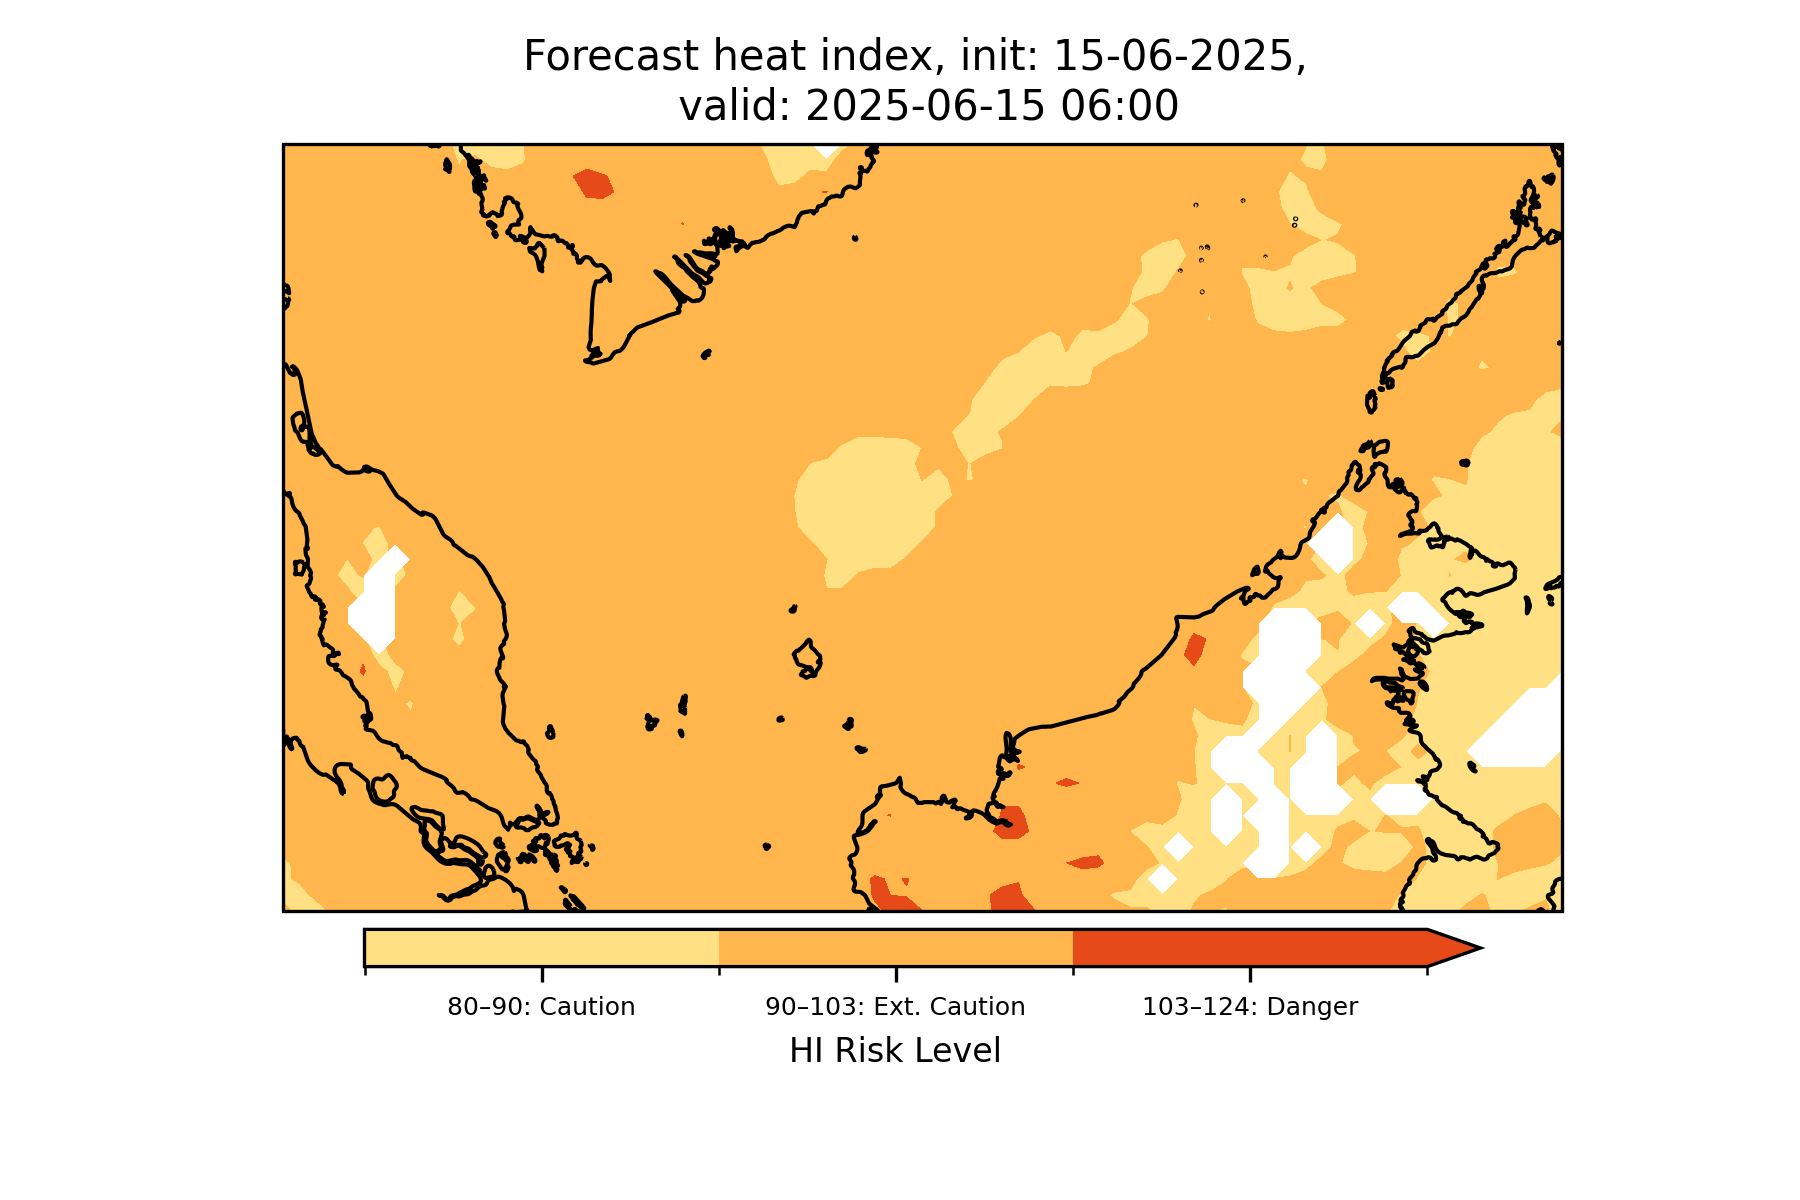 Forecast heat index, init: 15-06-2025,
valid: 2025-06-15 06:00
80–90: Caution
90–103: Ext. Caution
103–124: Danger
HI Risk Level